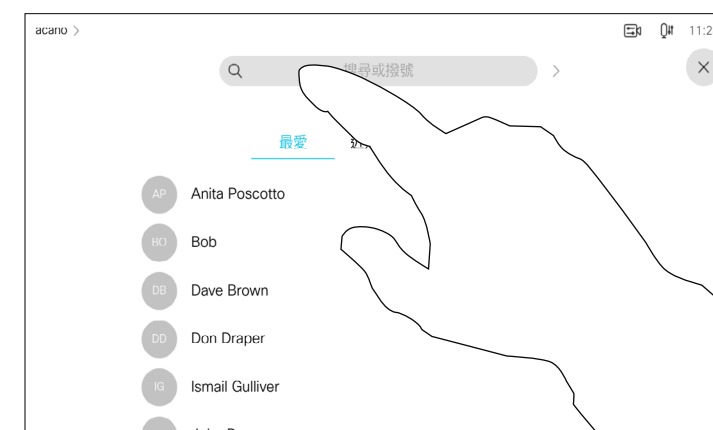 acano >
11:2
搜尋或撥號 >
最愛
AP Anita Poscotto
BO Bob
DB Dave Brown
DD Don Draper
IG Ismail Gulliver